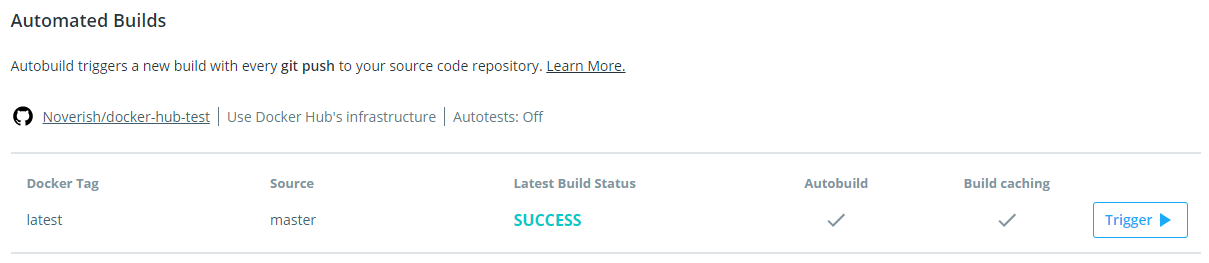 Automated Builds
Autobuild triggers a new build with every git push to your source code repository. Learn More.
Noverish/docker-hub-test | Use Docker Hub's infrastructure | Autotests: Off
Docker Tag Source Latest Build Status Autobuild Build caching
latest master SUCCESS Trigger